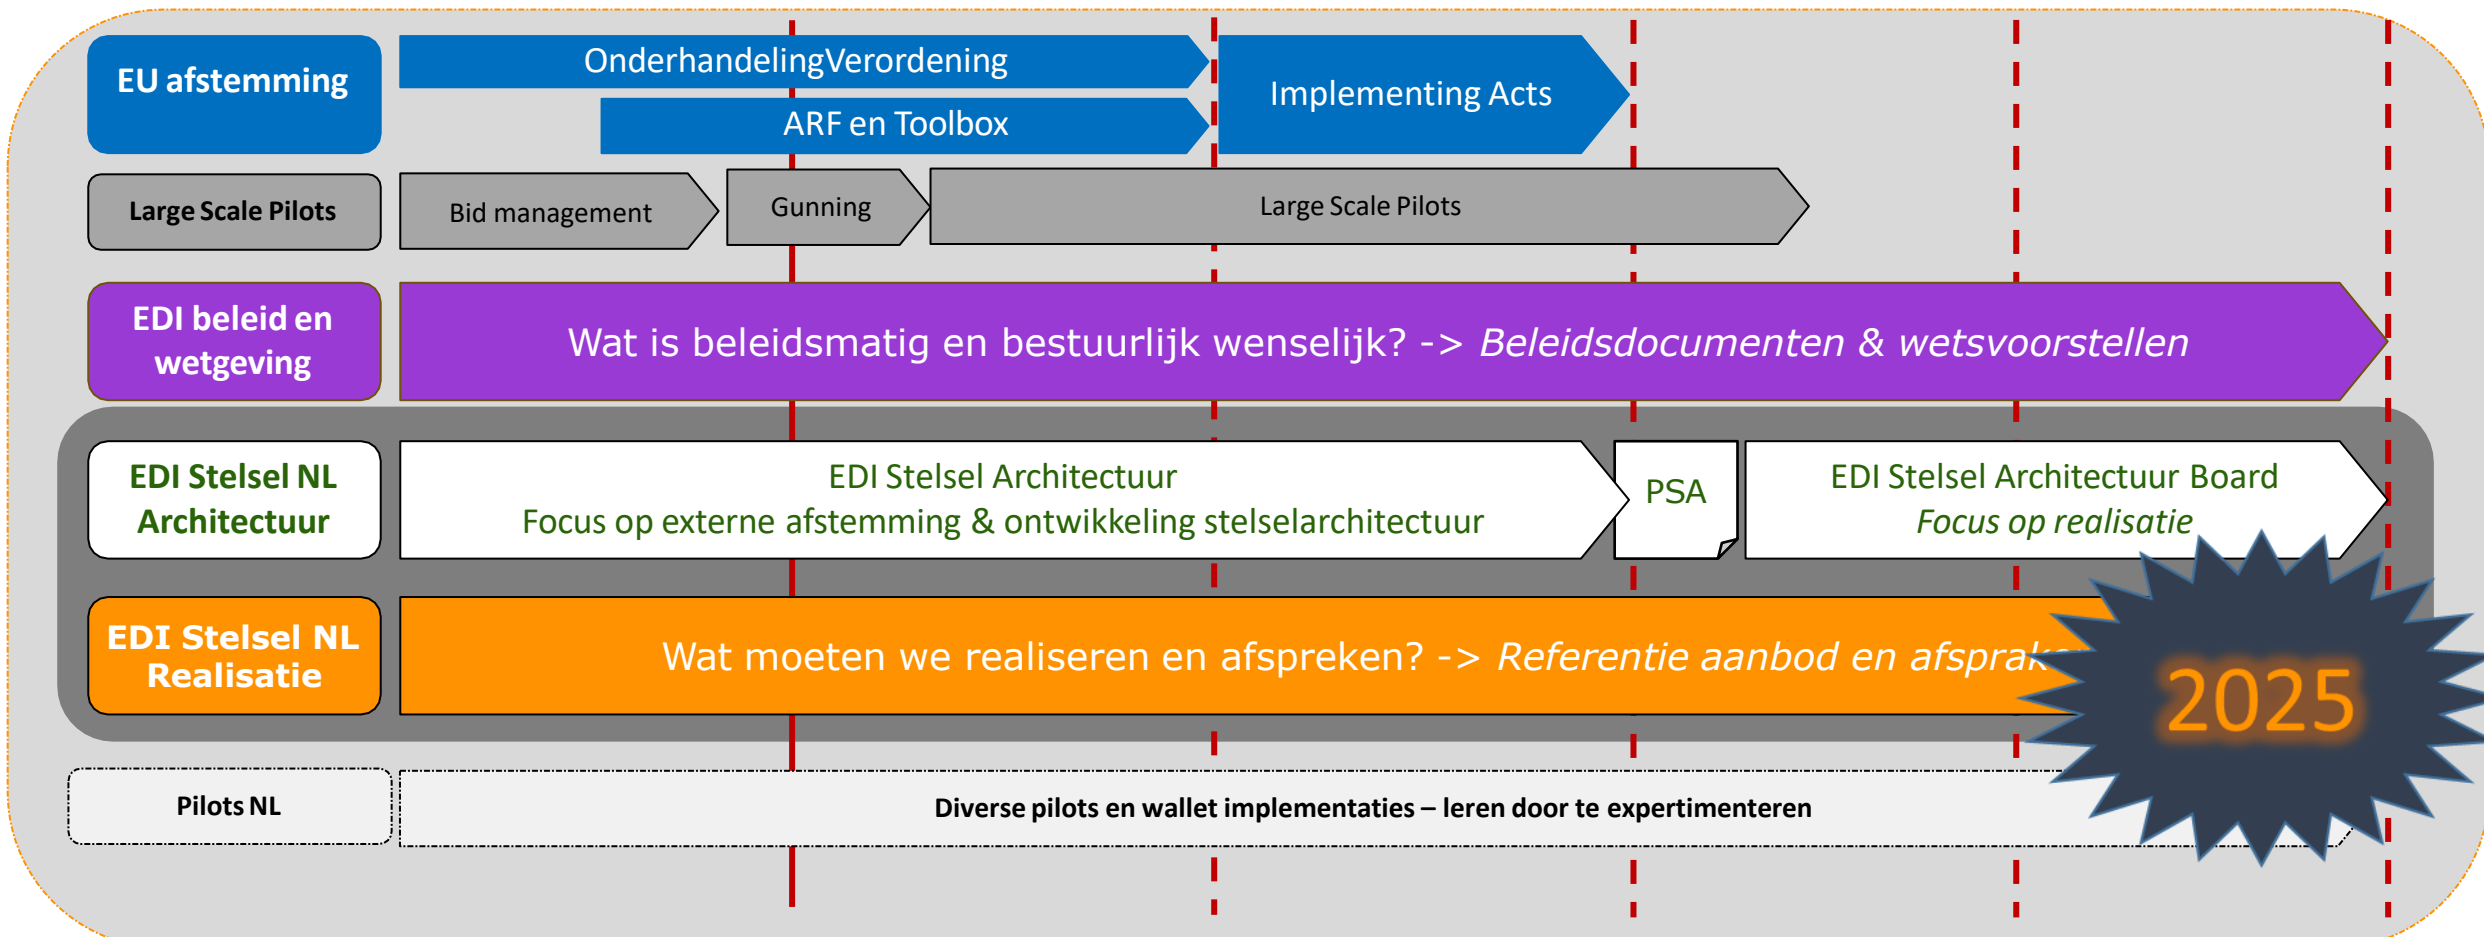 EU afstemming
OnderhandelingVerordening
ARF en Toolbox
Implementing Acts
Large Scale Pilots
Bid management
Gunning
Large Scale Pilots
EDI beleid en
wetgeving
Wat is beleidsmatig en bestuurlijk wenselijk? -> Beleidsdocumenten & wetsvoorstellen
EDI Stelsel NL
Architectuur
EDI Stelsel Architectuur
Focus op externe afstemming & ontwikkeling stelselarchitectuur
PSA
EDI Stelsel Architectuur Board
Focus op realisatie
EDI Stelsel NL
Realisatie
Wat moeten we realiseren en afspreken? -> Referentie aanbod en
2025
Pilots NL
Diverse pilots en wallet implementaties – leren door te expertimenteren